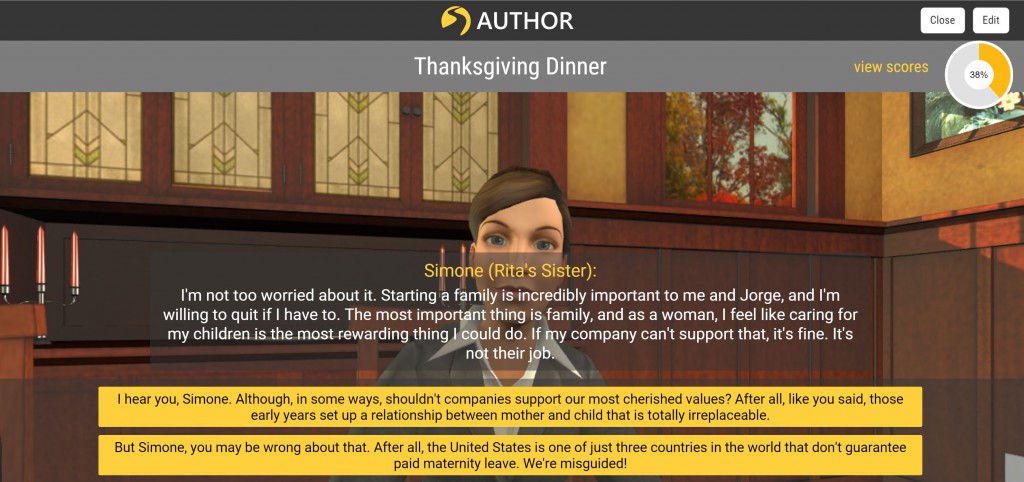 AUTHOR
Close
Edit
Thanksgiving Dinner
view scores
38%
Simone (Rita's Sister):
I'm not too worried about it. Starting a family is incredibly important to me and Jorge, and I'm
willing to quit if I have to. The most important thing is family, and as a woman, I feel like caring for
my children is the most rewarding thing I could do. If my company can't support that, it's fine. It's
not their job.
I hear you, Simone. Although, in some ways, shouldn't companies support our most cherished values? After all, like you said, those
early years set up a relationship between mother and child that is totally irreplaceable.
But Simone, you may be wrong about that. After all, the United States is one of just three countries in the world that don't guarantee
paid maternity leave. We're misguided!